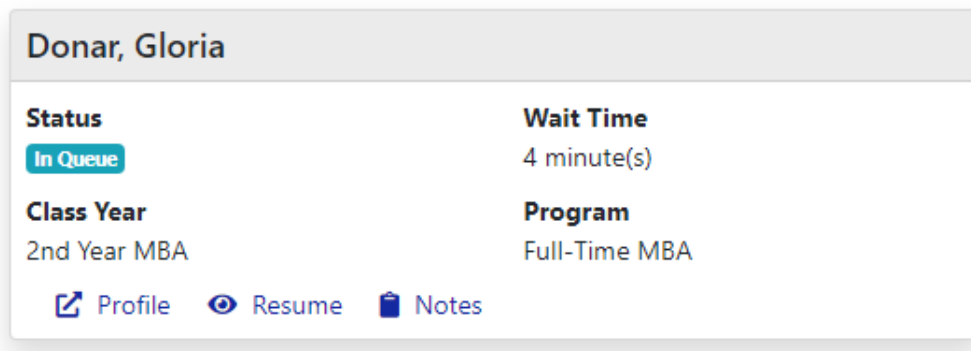 Donar, Gloria
Status
Wait Time
In Queue
4 minute(s)
Class Year
Program
2nd Year MBA
Full-Time MBA
Profile Resume Notes